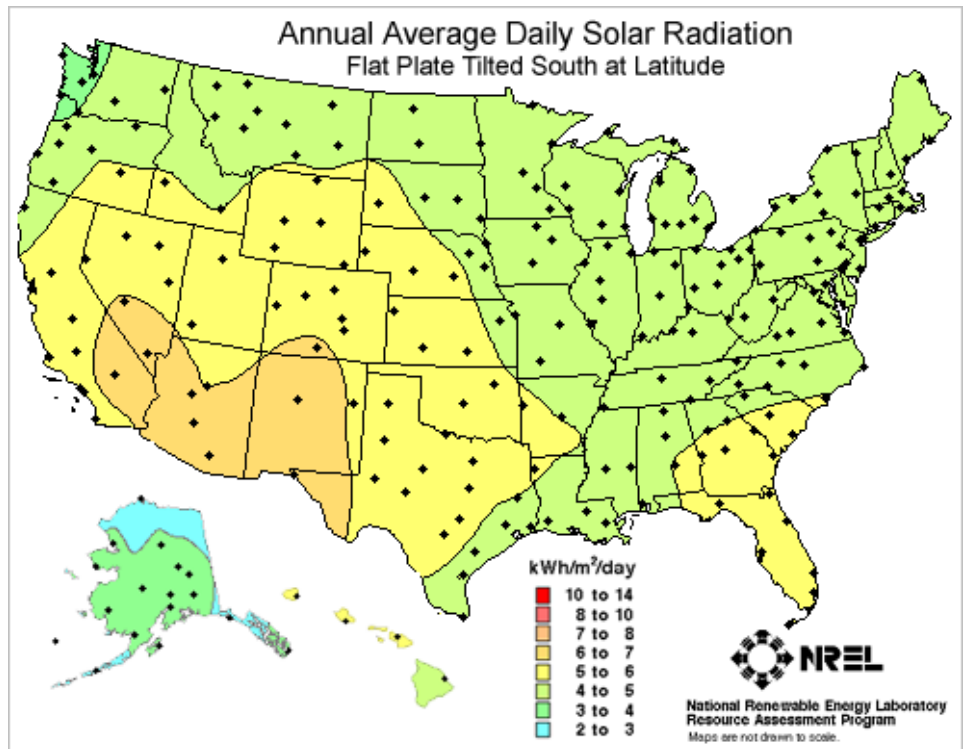 Annual Average Daily Solar Radiation
Flat Plate Tilted South at Latitude
kWh/m²/day
10 to 14
8 to 10
7 to 8
6 to 7
5 to 6
4 to 5
3 to 4
2 to 3
NREL
National Renewable Energy Laboratory
Resource Assessment Program
Maps are not drawn to scale.